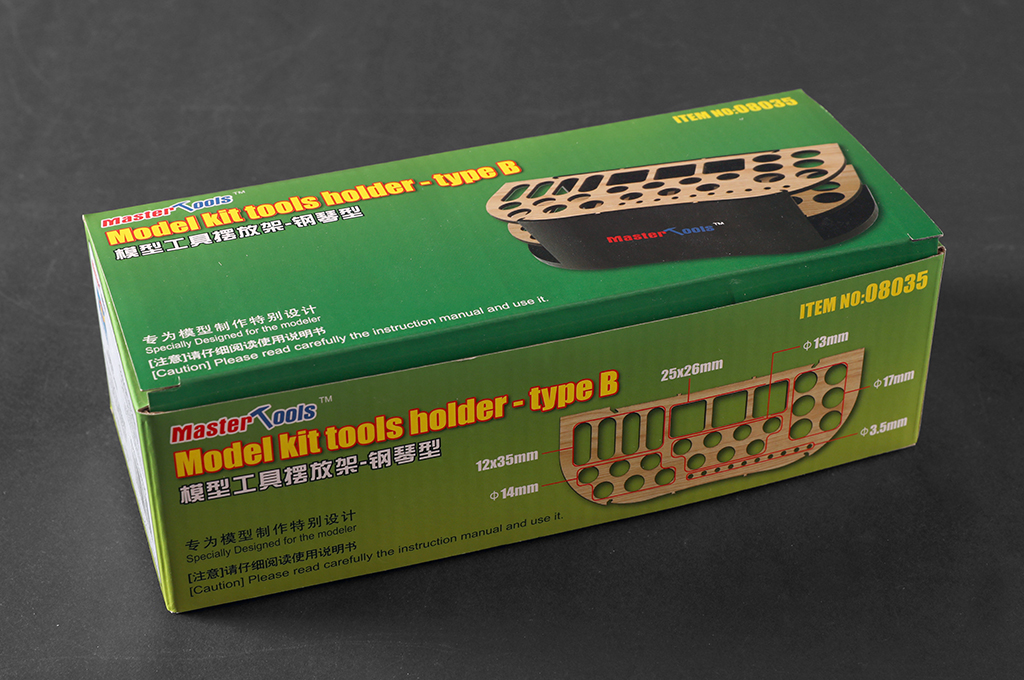 ITEM NO:08035
MasterTools™
Model kit tools holder - type B
模型工具摆放架-钢琴型
MasterTools™
专为模型制作特别设计
Specially Designed for the modeler
[注意]请仔细阅读使用说明书
[Caution] Please read carefully the instruction manual and use it.
ITEM NO:08035
MasterTools™
Model kit tools holder - type B
模型工具摆放架-钢琴型
25x26mm
Φ13mm
Φ17mm
Φ3.5mm
12x35mm
Φ14mm
专为模型制作特别设计
Specially Designed for the modeler
[注意]请仔细阅读使用说明书
[Caution] Please read carefully the instruction manual and use it.